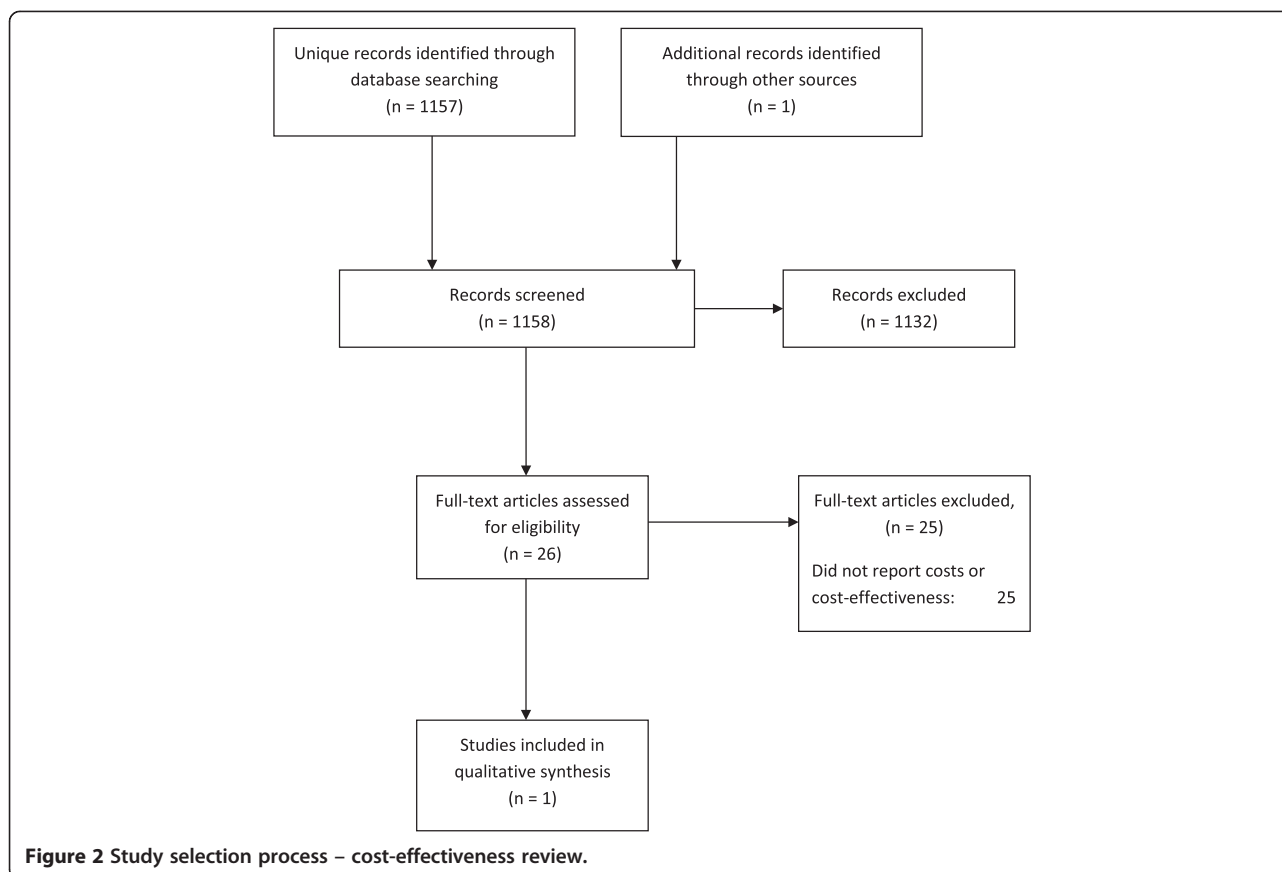 Unique records identified through
database searching
(n = 1157)
Additional records identified
through other sources
(n = 1)
Records screened
(n = 1158)
Records excluded
(n = 1132)
Full-text articles assessed
for eligibility
(n = 26)
Full-text articles excluded,
(n = 25)
Did not report costs or
cost-effectiveness: 25
Studies included in
qualitative synthesis
(n = 1)
Figure 2 Study selection process – cost-effectiveness review.